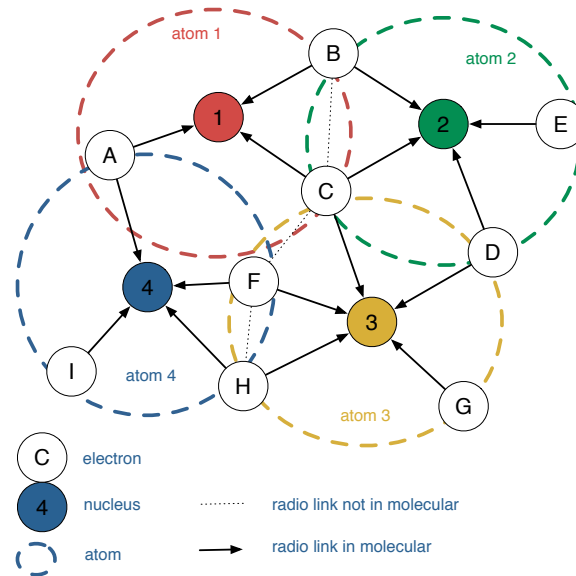 atom 1
B
atom 2
1
2
E
A
C
D
F
4
3
I
atom 4
H
G
atom 3
C
electron
4
nucleus
radio link not in molecular
atom
radio link in molecular